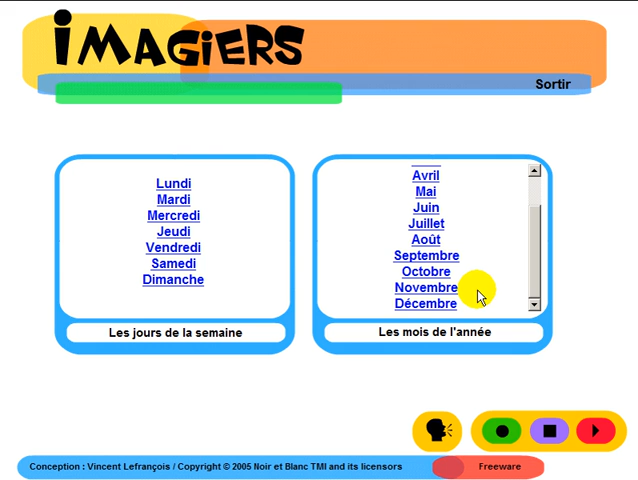 iMAGiERS
Sortir
Lundi
Mardi
Mercredi
Jeudi
Vendredi
Samedi
Dimanche
Les jours de la semaine
Avril
Mai
Juin
Juillet
Août
Septembre
Octobre
Novembre
Décembre
Les mois de l'année
Conception : Vincent Lefrançois / Copyright © 2005 Noir et Blanc TMI and its licensors
Freeware